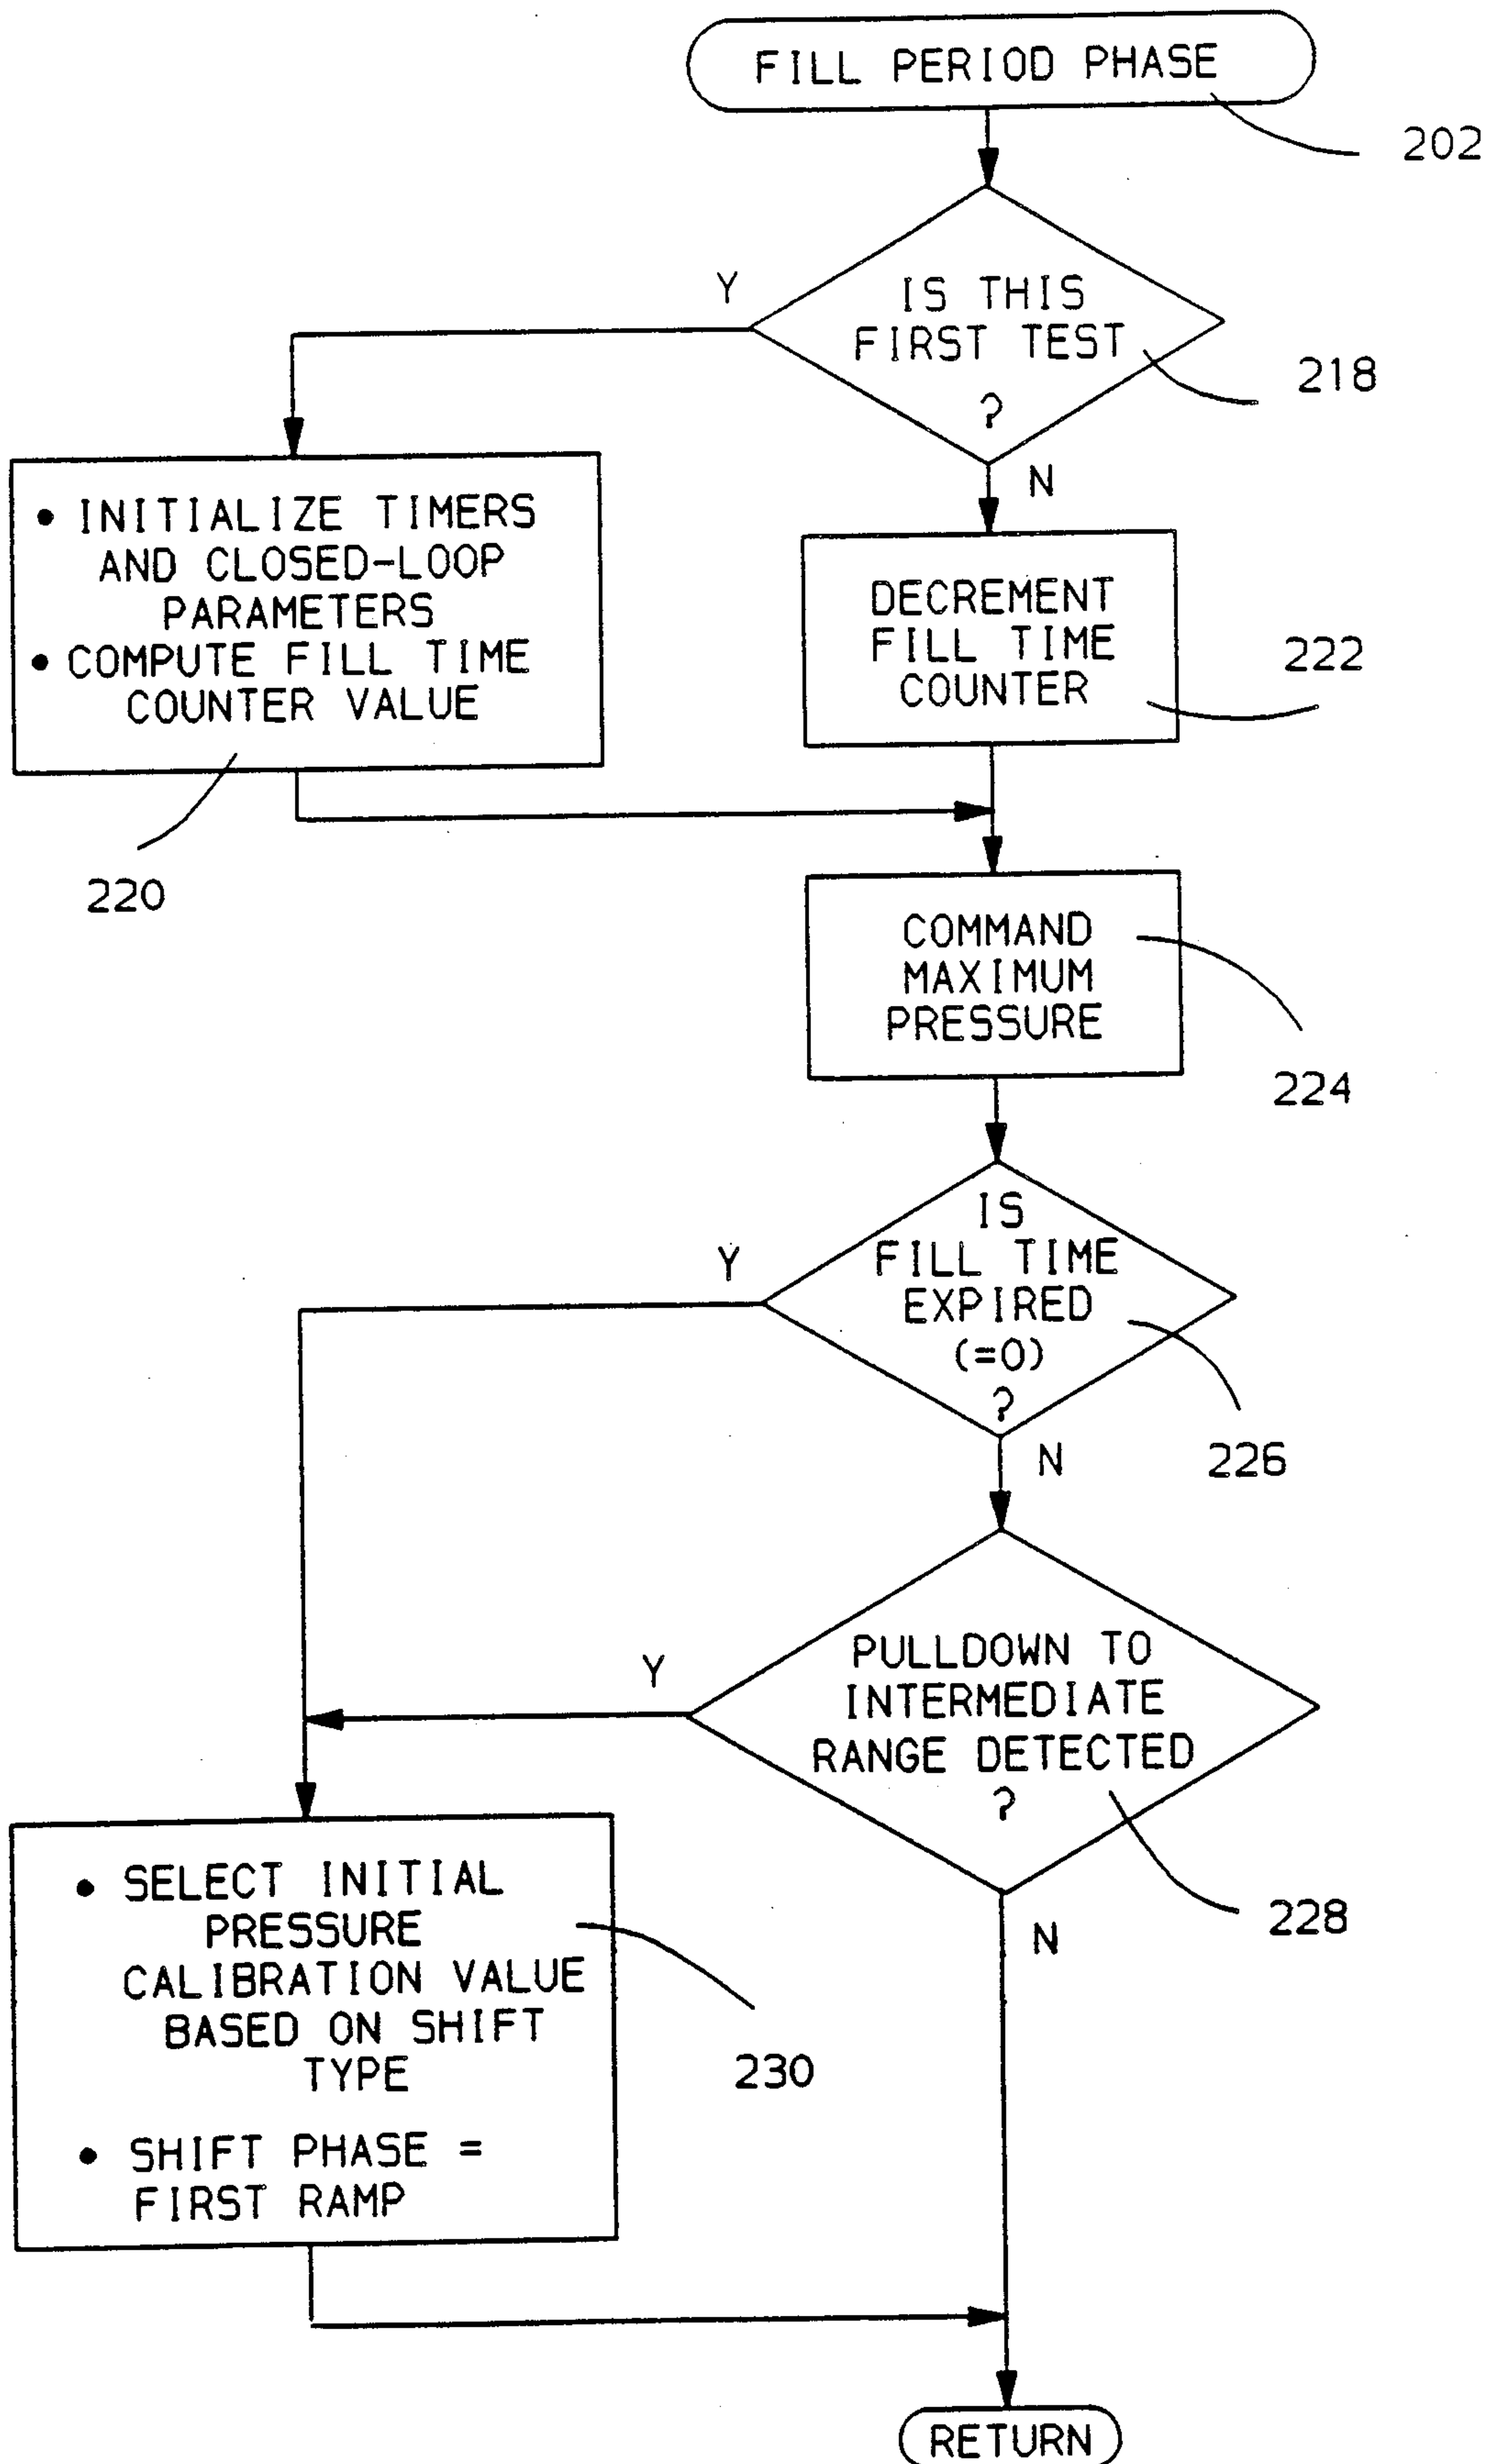 FILL PERIOD PHASE
202
IS THIS
FIRST TEST
?
218
Y
N
• INITIALIZE TIMERS
AND CLOSED-LOOP
PARAMETERS
• COMPUTE FILL TIME
COUNTER VALUE
220
DECREMENT
FILL TIME
COUNTER
222
COMMAND
MAXIMUM
PRESSURE
224
IS
FILL TIME
EXPIRED
(=0)
?
226
Y
N
PULLDOWN TO
INTERMEDIATE
RANGE DETECTED
?
228
Y
N
• SELECT INITIAL
PRESSURE
CALIBRATION VALUE
BASED ON SHIFT
TYPE
• SHIFT PHASE =
FIRST RAMP
230
RETURN